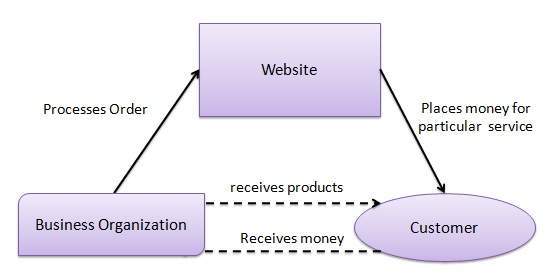 Website
Processes Order
Places money for
particular service
receives products
Business Organization
Customer
Receives money